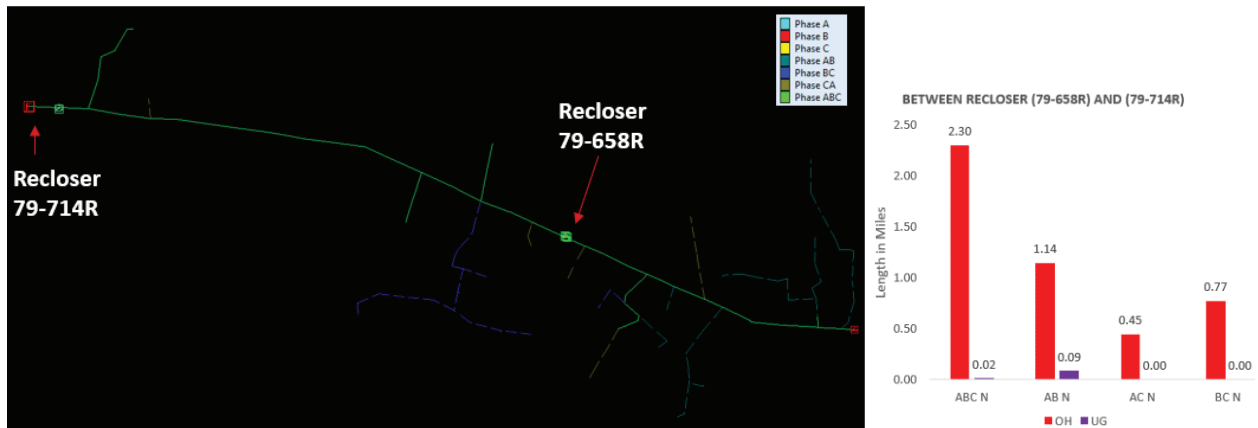 Phase A
Phase B
Phase C
Phase AB
Phase BC
Phase CA
Phase ABC
Recloser
79-658R
Recloser
79-714R
BETWEEN RECLOSER (79-658R) AND (79-714R)
Length in Miles
2.50
2.00
1.50
1.00
0.50
0.00
2.30
0.02
1.14
0.09
0.45
0.00
0.77
0.00
ABC N
AB N
AC N
BC N
OH
UG